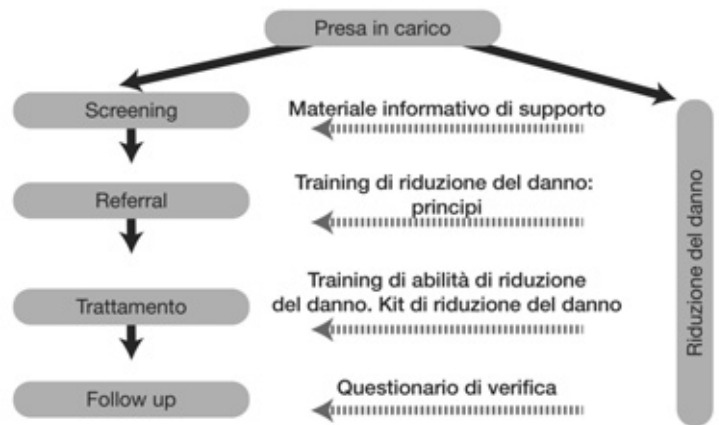 Presa in carico
Screening
Materiale informativo di supporto
Referral
Training di riduzione del danno:
principi
Trattamento
Training di abilità di riduzione
del danno. Kit di riduzione del danno
Follow up
Questionario di verifica
Riduzione del danno